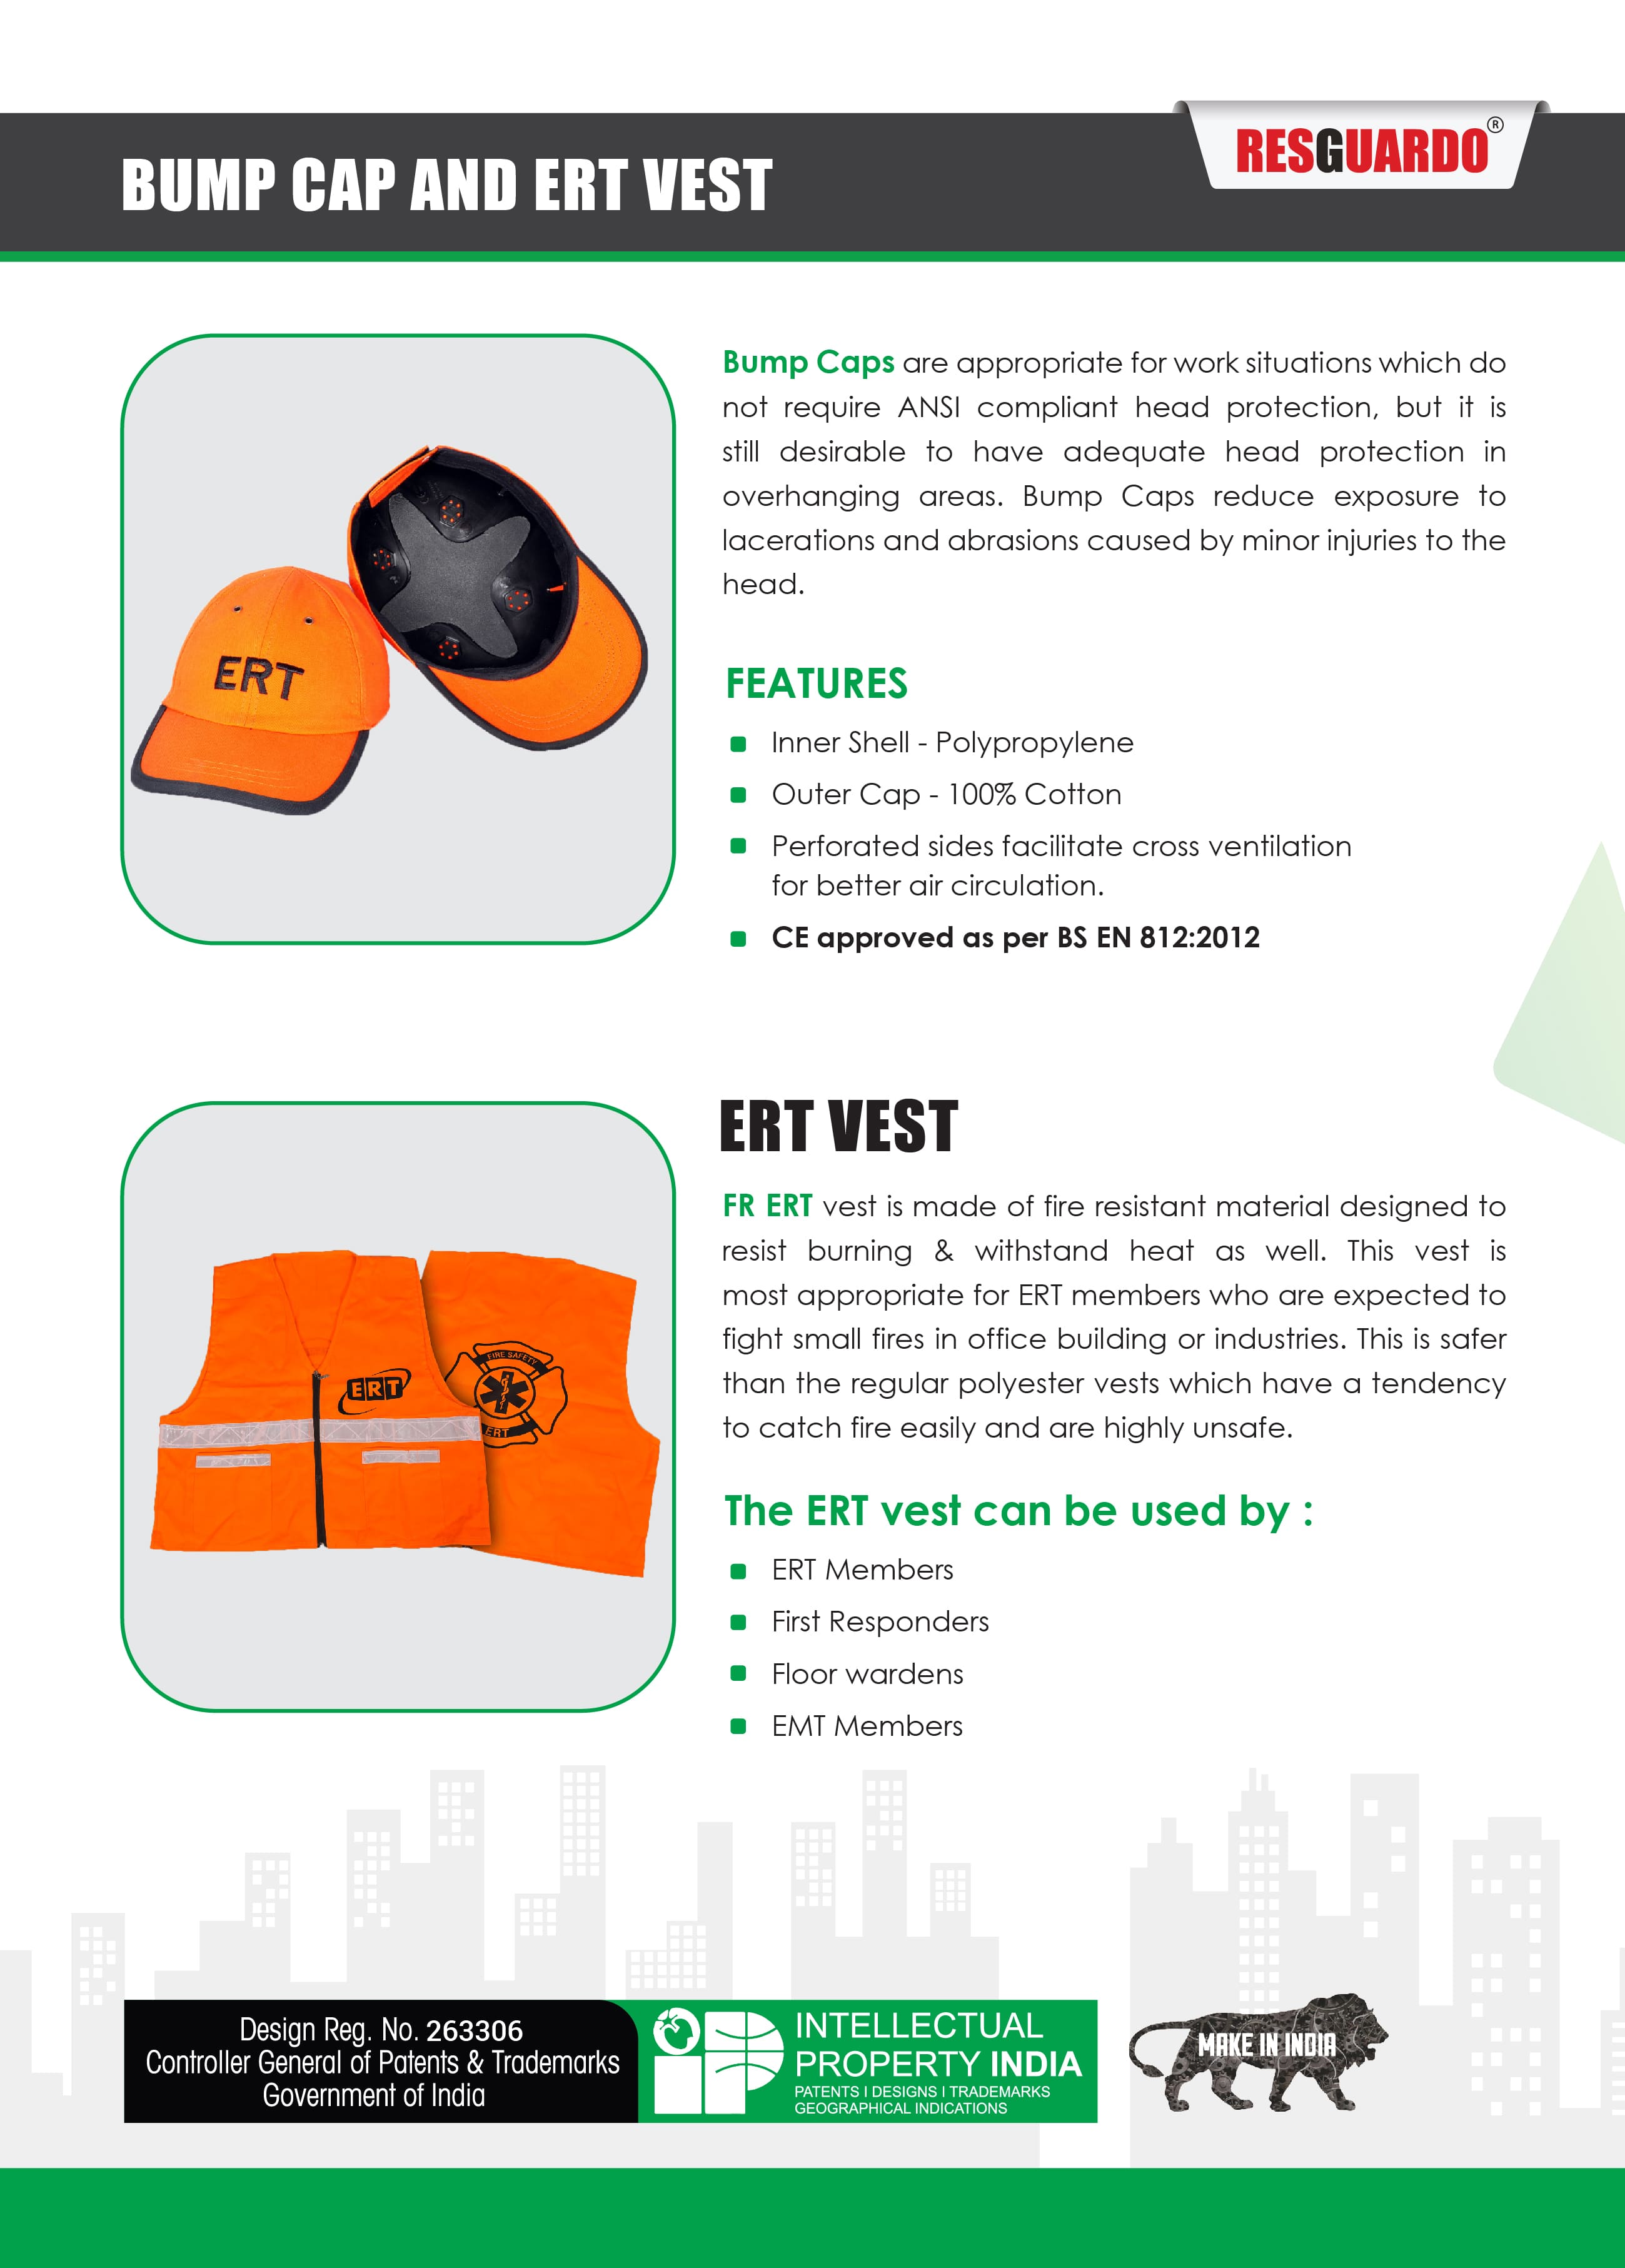 RESGUARDO®
BUMP CAP AND ERT VEST
Bump Caps are appropriate for work situations which do
not require ANSI compliant head protection, but it is
still desirable to have adequate head protection in
overhanging areas. Bump Caps reduce exposure to
lacerations and abrasions caused by minor injuries to the
head.
ERT
FEATURES
Inner Shell - Polypropylene
Outer Cap - 100% Cotton
Perforated sides facilitate cross ventilation
for better air circulation.
CE approved as per BS EN 812:2012
ERT VEST
FR ERT vest is made of fire resistant material designed to
resist burning & withstand heat as well. This vest is
most appropriate for ERT members who are expected to
fight small fires in office building or industries. This is safer
than the regular polyester vests which have a tendency
to catch fire easily and are highly unsafe.
ERT
FIRE SAFETY
ERT
The ERT vest can be used by :
ERT Members
First Responders
Floor wardens
EMT Members
Design Reg. No. 263306
Controller General of Patents & Trademarks
Government of India
INTELLECTUAL
PROPERTY INDIA
PATENTS I DESIGNS I TRADEMARKS
GEOGRAPHICAL INDICATIONS
MAKE IN INDIA